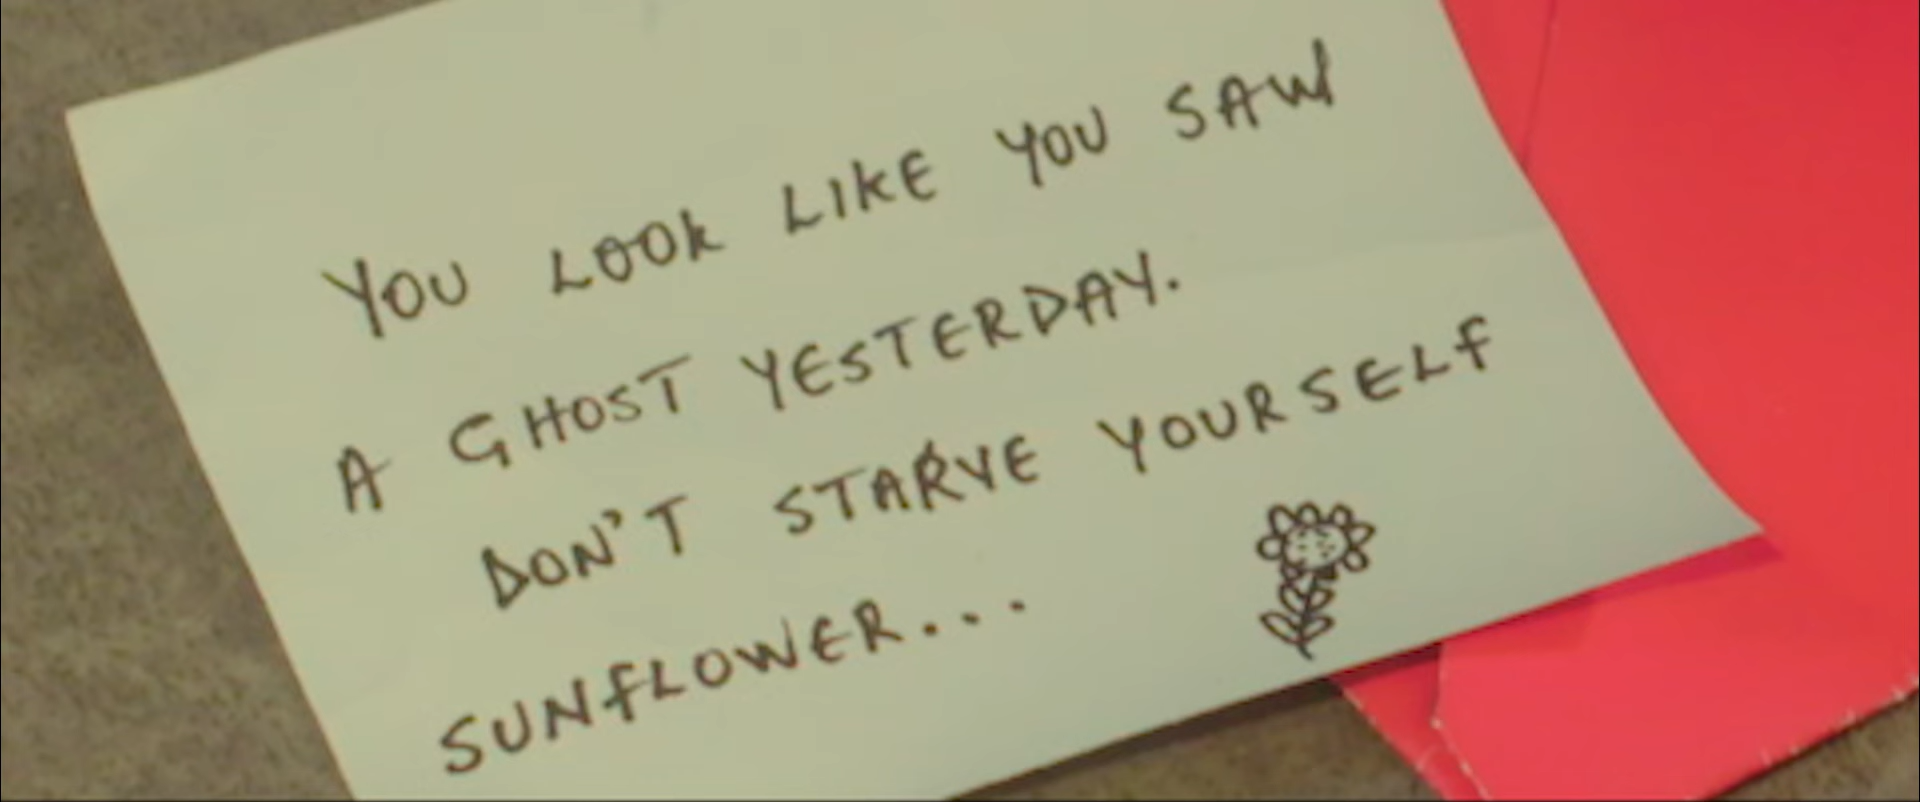 YOU LOOK LIKE YOU SAW
A GHOST YESTERDAY.
DON'T STARVE YOURSELF
SUNFLOWER...